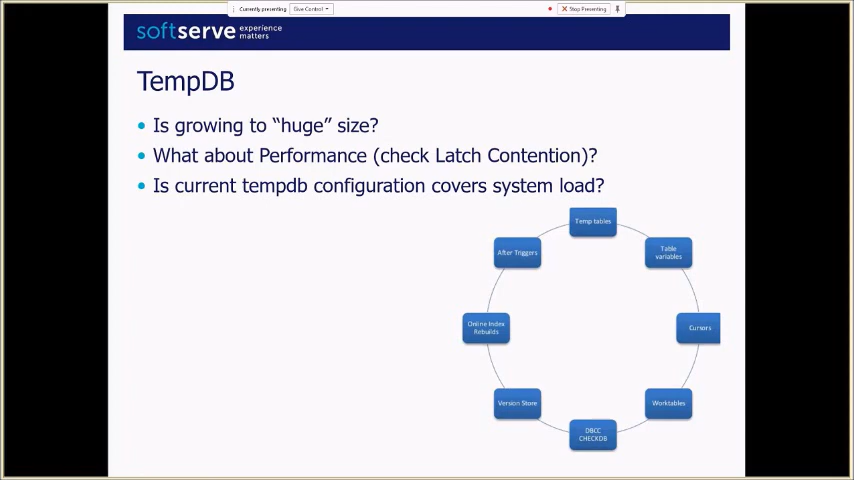 Currently presenting
Give Control
Stop Presenting
softserve experience
matters
TempDB
Is growing to “huge” size?
What about Performance (check Latch Contention)?
Is current tempdb configuration covers system load?
Temp tables
After Triggers
Table
variables
Online Index
Rebuilds
Cursors
Version Store
Worktables
DBCC
CHECKDB